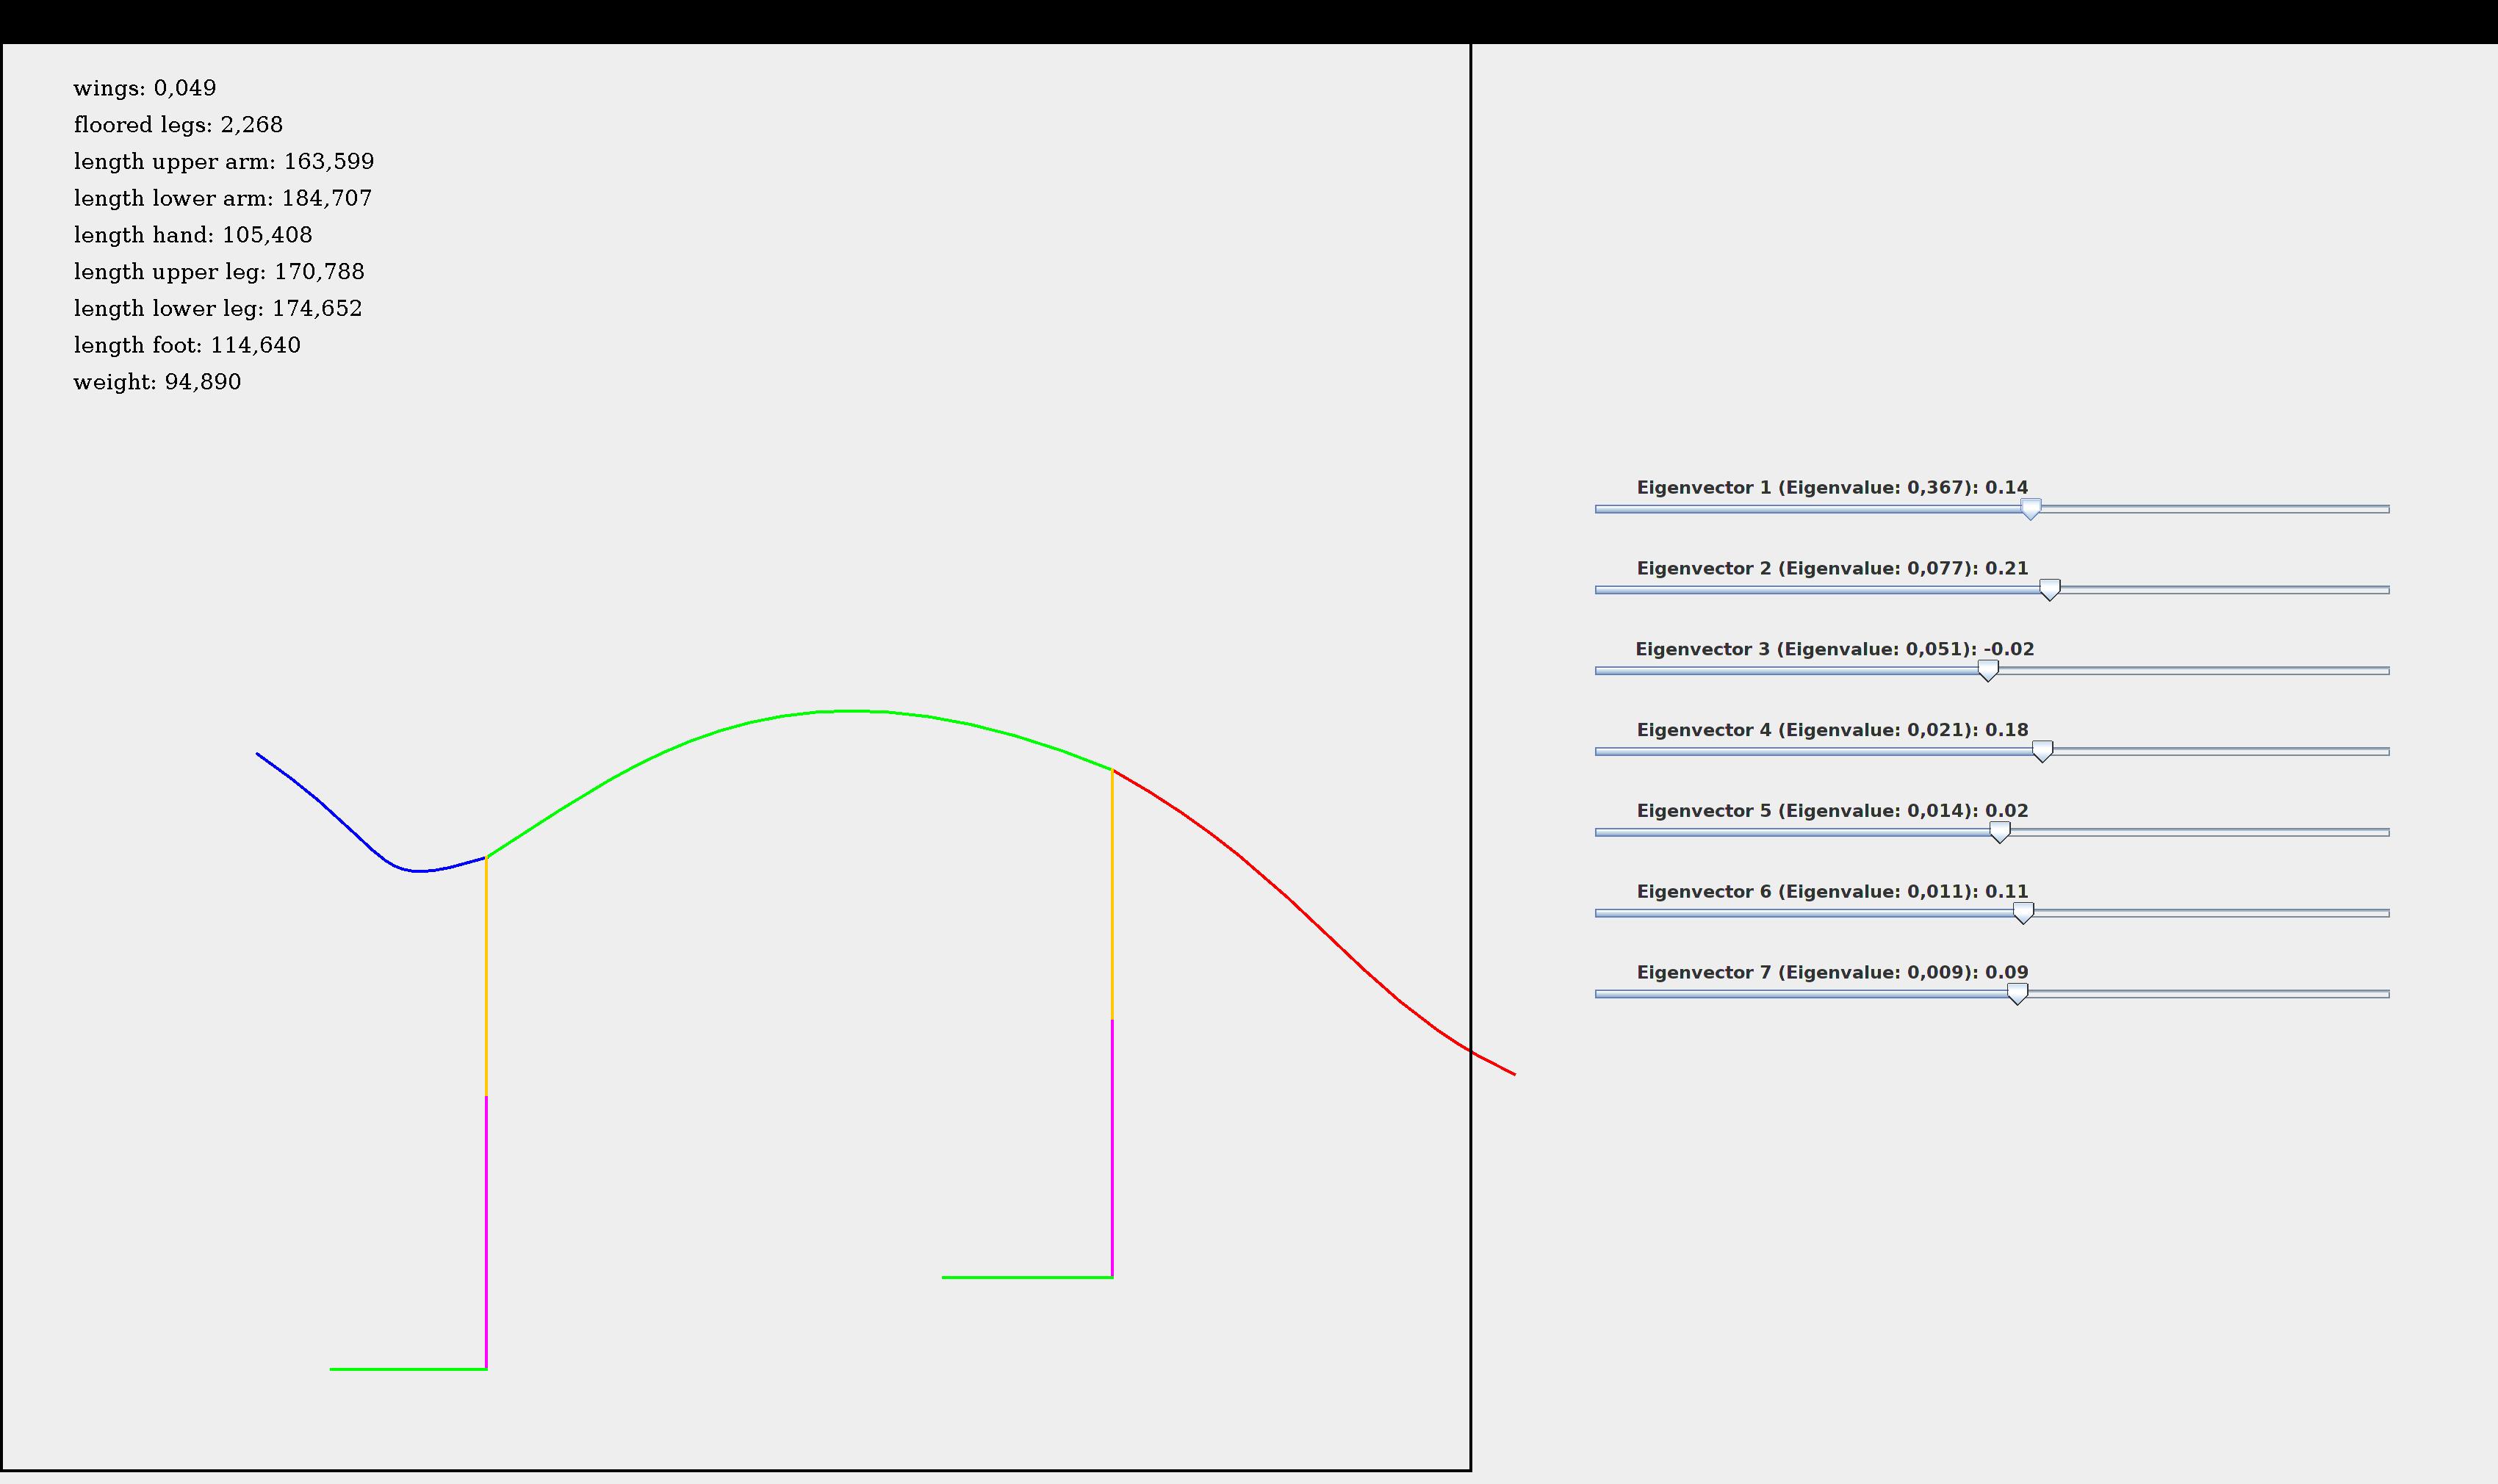 wings: 0,049
floored legs: 2,268
length upper arm: 163,599
length lower arm: 184,707
length hand: 105,408
length upper leg: 170,788
length lower leg: 174,652
length foot: 114,640
weight: 94,890
Eigenvector 1 (Eigenvalue: 0,367): 0.14
Eigenvector 2 (Eigenvalue: 0,077): 0.21
Eigenvector 3 (Eigenvalue: 0,051): -0.02
Eigenvector 4 (Eigenvalue: 0,021): 0.18
Eigenvector 5 (Eigenvalue: 0,014): 0.02
Eigenvector 6 (Eigenvalue: 0,011): 0.11
Eigenvector 7 (Eigenvalue: 0,009): 0.09